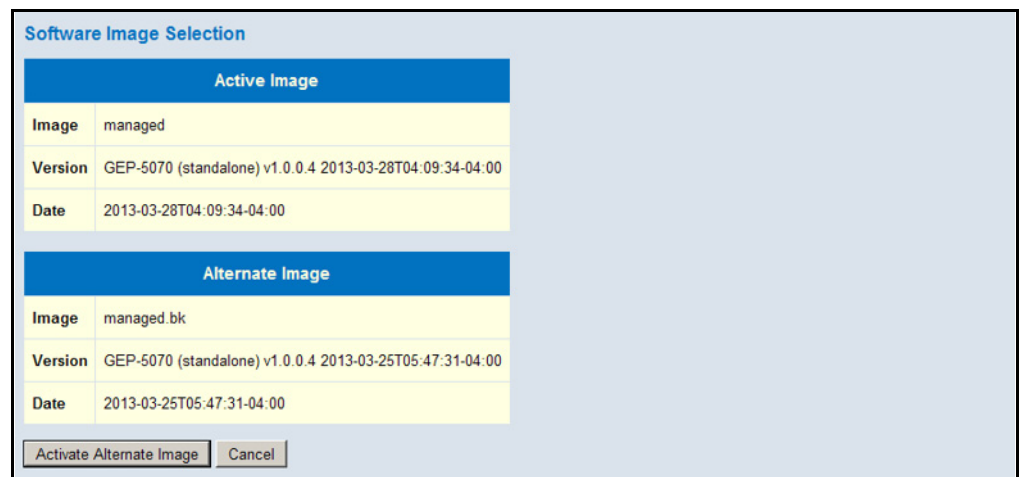 Software Image Selection
Active Image
Image managed
Version GEP-5070 (standalone) v1.0.0.4 2013-03-28T04:09:34-04:00
Date 2013-03-28T04:09:34-04:00
Alternate Image
Image managed.bk
Version GEP-5070 (standalone) v1.0.0.4 2013-03-25T05:47:31-04:00
Date 2013-03-25T05:47:31-04:00
Activate Alternate Image Cancel